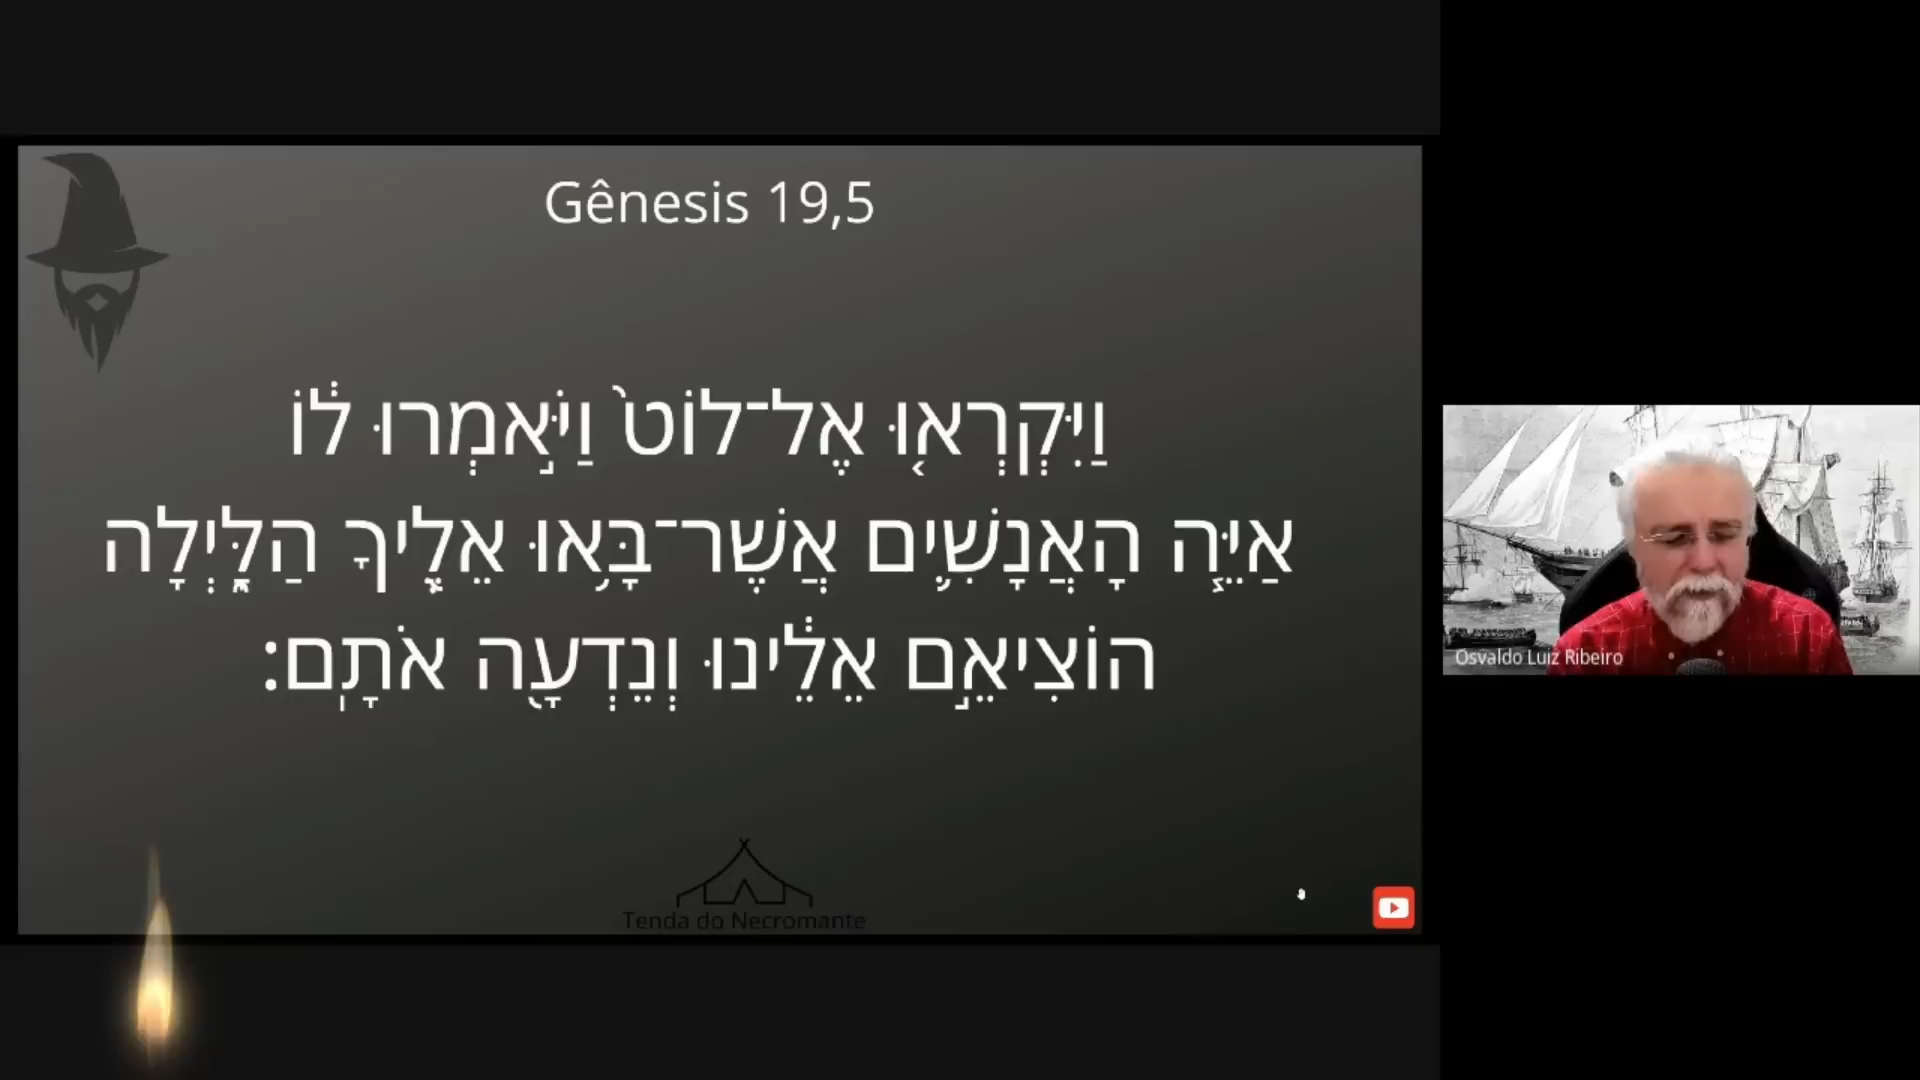 Gênesis 19,5
וַיִּקְרְא֤וּ אֶל־לוֹט֙ וַיֹּ֣אמְרוּ ל֔וֹ
אַיֵּ֧ה הָאֲנָשִׁ֛ים אֲשֶׁר־בָּ֥אוּ אֵלֶ֖יךָ הַלָּ֑יְלָה
הוֹצִיאֵ֣ם אֵלֵ֔ינוּ וְנֵדְעָ֖ה אֹתָֽם׃
Tenda do Necromante
Osvaldo Luiz Ribeiro